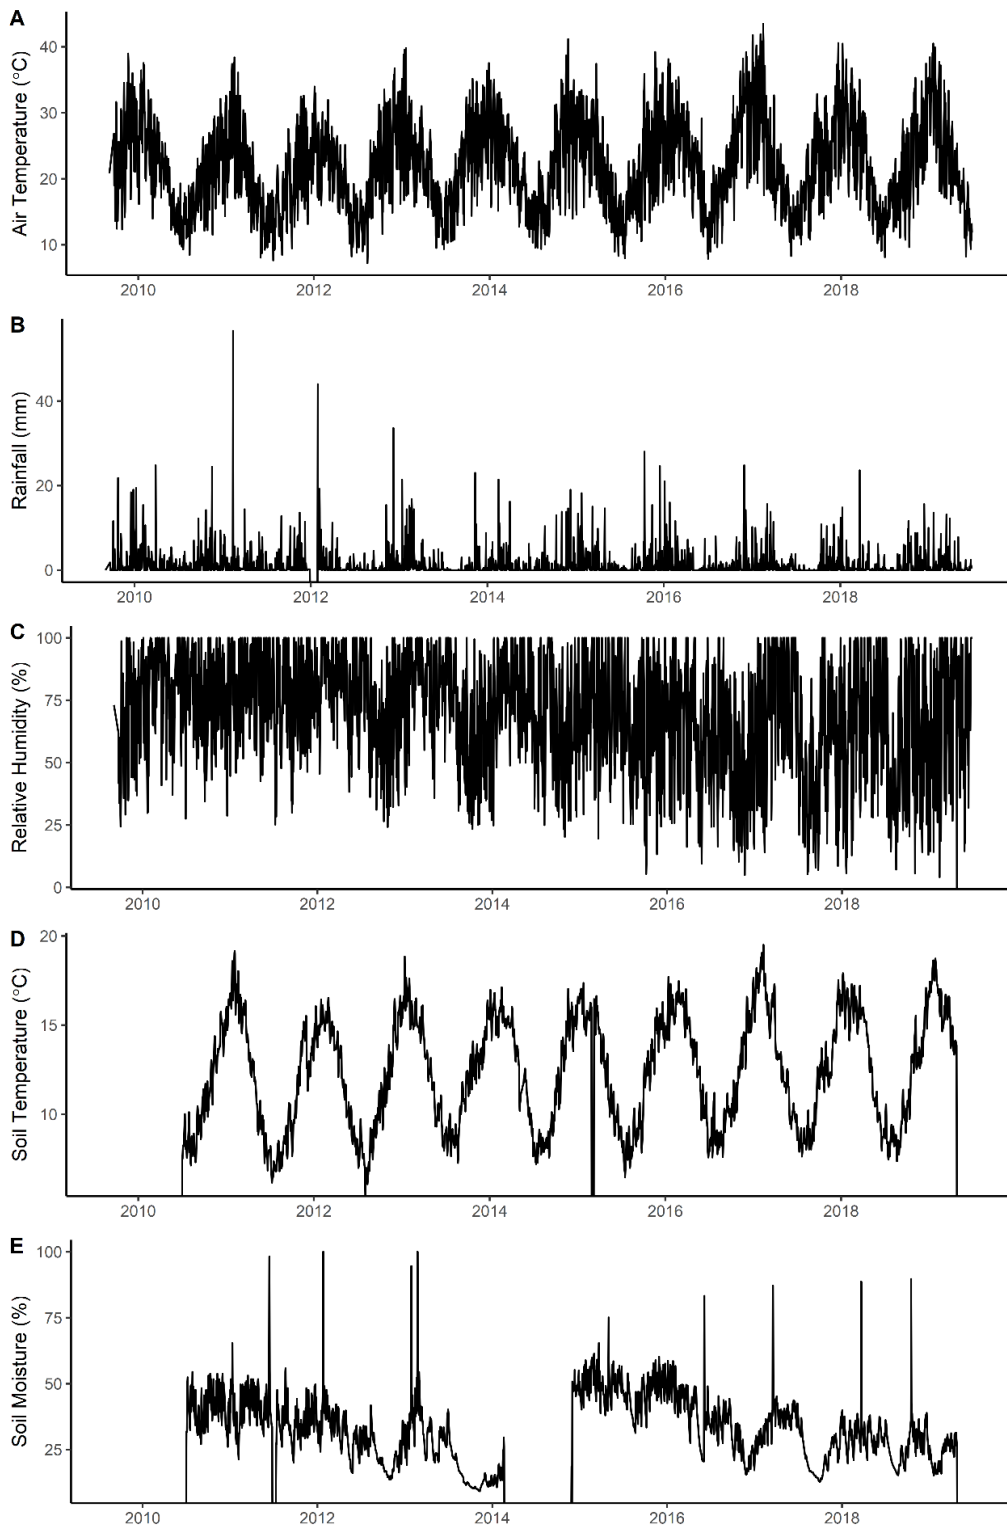 A
Air Temperature (°C)
40
30
20
10
2010 2012 2014 2016 2018
B
Rainfall (mm)
40
20
0
2010 2012 2014 2016 2018
C
Relative Humidity (%)
100
75
50
25
0
2010 2012 2014 2016 2018
D
Soil Temperature (°C)
20
15
10
2010 2012 2014 2016 2018
E
Soil Moisture (%)
100
75
50
25
2010 2012 2014 2016 2018